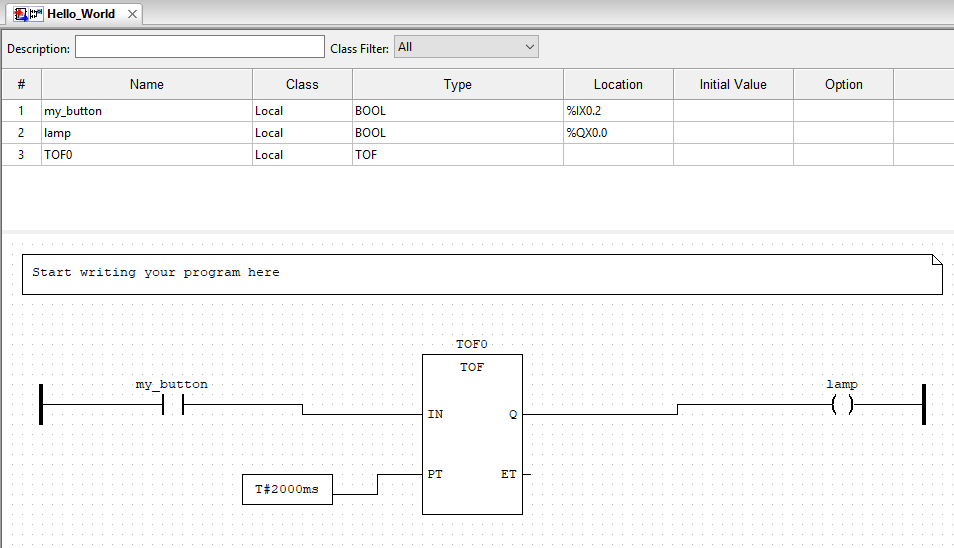 Hello_World
Description: Class Filter: All
# Name Class Type Location Initial Value Option
1 my_button Local BOOL %IX0.2
2 lamp Local BOOL %QX0.0
3 TOF0 Local TOF
Start writing your program here
TOF0
TOF
my_button lamp
IN Q
PT ET
T#2000ms